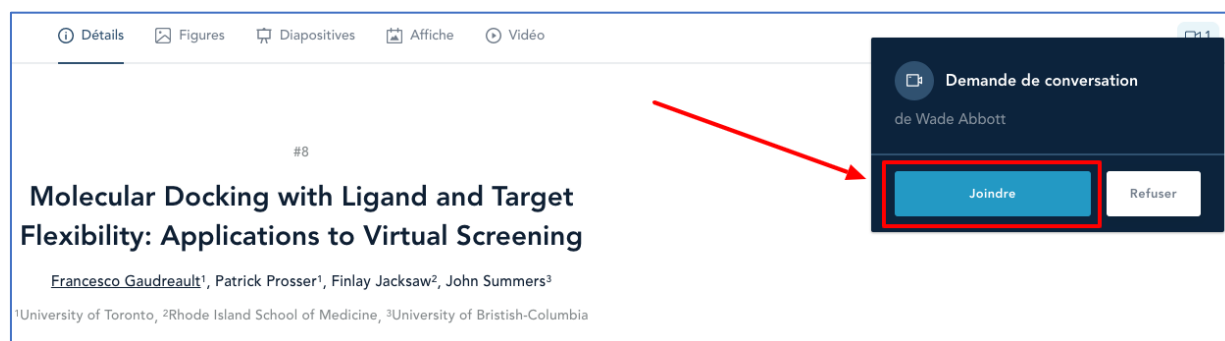 Détails Figures Diapositives Affiche Vidéo
Demande de conversation
de Wade Abbott
Joindre Refuser
#8
Molecular Docking with Ligand and Target
Flexibility: Applications to Virtual Screening
Francesco Gaudreault¹, Patrick Prosser¹, Finlay Jacksaw², John Summers³
¹University of Toronto, ²Rhode Island School of Medicine, ³University of Bristish-Columbia